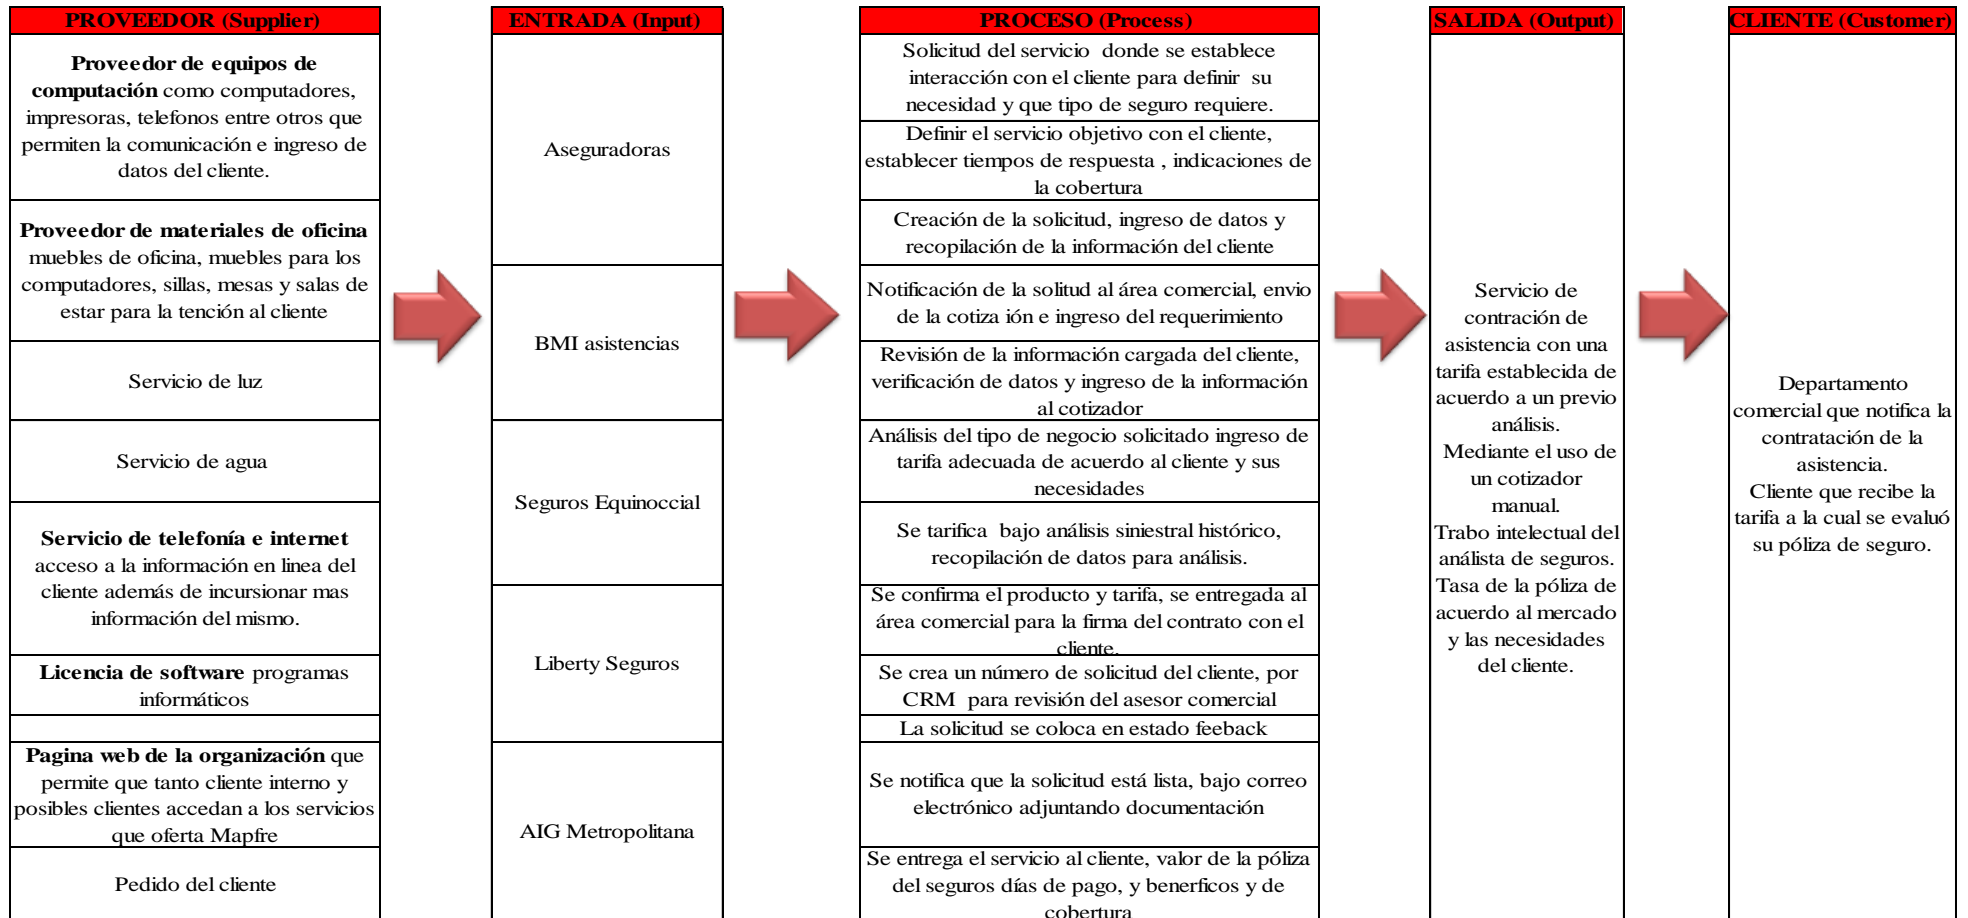 PROVEEDOR (Supplier)
Proveedor de equipos de
computación como computadores,
impresoras, telefonos entre otros que
permiten la comunicación e ingreso de
datos del cliente.
Proveedor de materiales de oficina
muebles de oficina, muebles para los
computadores, sillas, mesas y salas de
estar para la tención al cliente
Servicio de luz
Servicio de agua
Servicio de telefonía e internet
acceso a la información en linea del
cliente además de incursionar mas
información del mismo.
Licencia de software programas
informáticos
Pagina web de la organización que
permite que tanto cliente interno y
posibles clientes accedan a los servicios
que oferta Mapfre
Pedido del cliente
ENTRADA (Input)
Aseguradoras
BMI asistencias
Seguros Equinoccial
Liberty Seguros
AIG Metropolitana
PROCESO (Process)
Solicitud del servicio donde se establece
interacción con el cliente para definir su
necesidad y que tipo de seguro requiere.
Definir el servicio objetivo con el cliente,
establecer tiempos de respuesta , indicaciones de
la cobertura
Creación de la solicitud, ingreso de datos y
recopilación de la información del cliente
Notificación de la solitud al área comercial, envio
de la cotiza ión e ingreso del requerimiento
Revisión de la información cargada del cliente,
verificación de datos y ingreso de la información
al cotizador
Análisis del tipo de negocio solicitado ingreso de
tarifa adecuada de acuerdo al cliente y sus
necesidades
Se tarifica bajo análisis siniestral histórico,
recopilación de datos para análisis.
Se confirma el producto y tarifa, se entregada al
área comercial para la firma del contrato con el
cliente.
Se crea un número de solicitud del cliente, por
CRM para revisión del asesor comercial
La solicitud se coloca en estado feeback
Se notifica que la solicitud está lista, bajo correo
electrónico adjuntando documentación
Se entrega el servicio al cliente, valor de la póliza
del seguros días de pago, y benerficos y de
cobertura
SALIDA (Output)
Servicio de
contración de
asistencia con una
tarifa establecida de
acuerdo a un previo
análisis.
Mediante el uso de
un cotizador
manual.
Trabo intelectual del
análista de seguros.
Tasa de la póliza de
acuerdo al mercado
y las necesidades
del cliente.
CLIENTE (Customer)
Departamento
comercial que notifica la
contratación de la
asistencia.
Cliente que recibe la
tarifa a la cual se evaluó
su póliza de seguro.